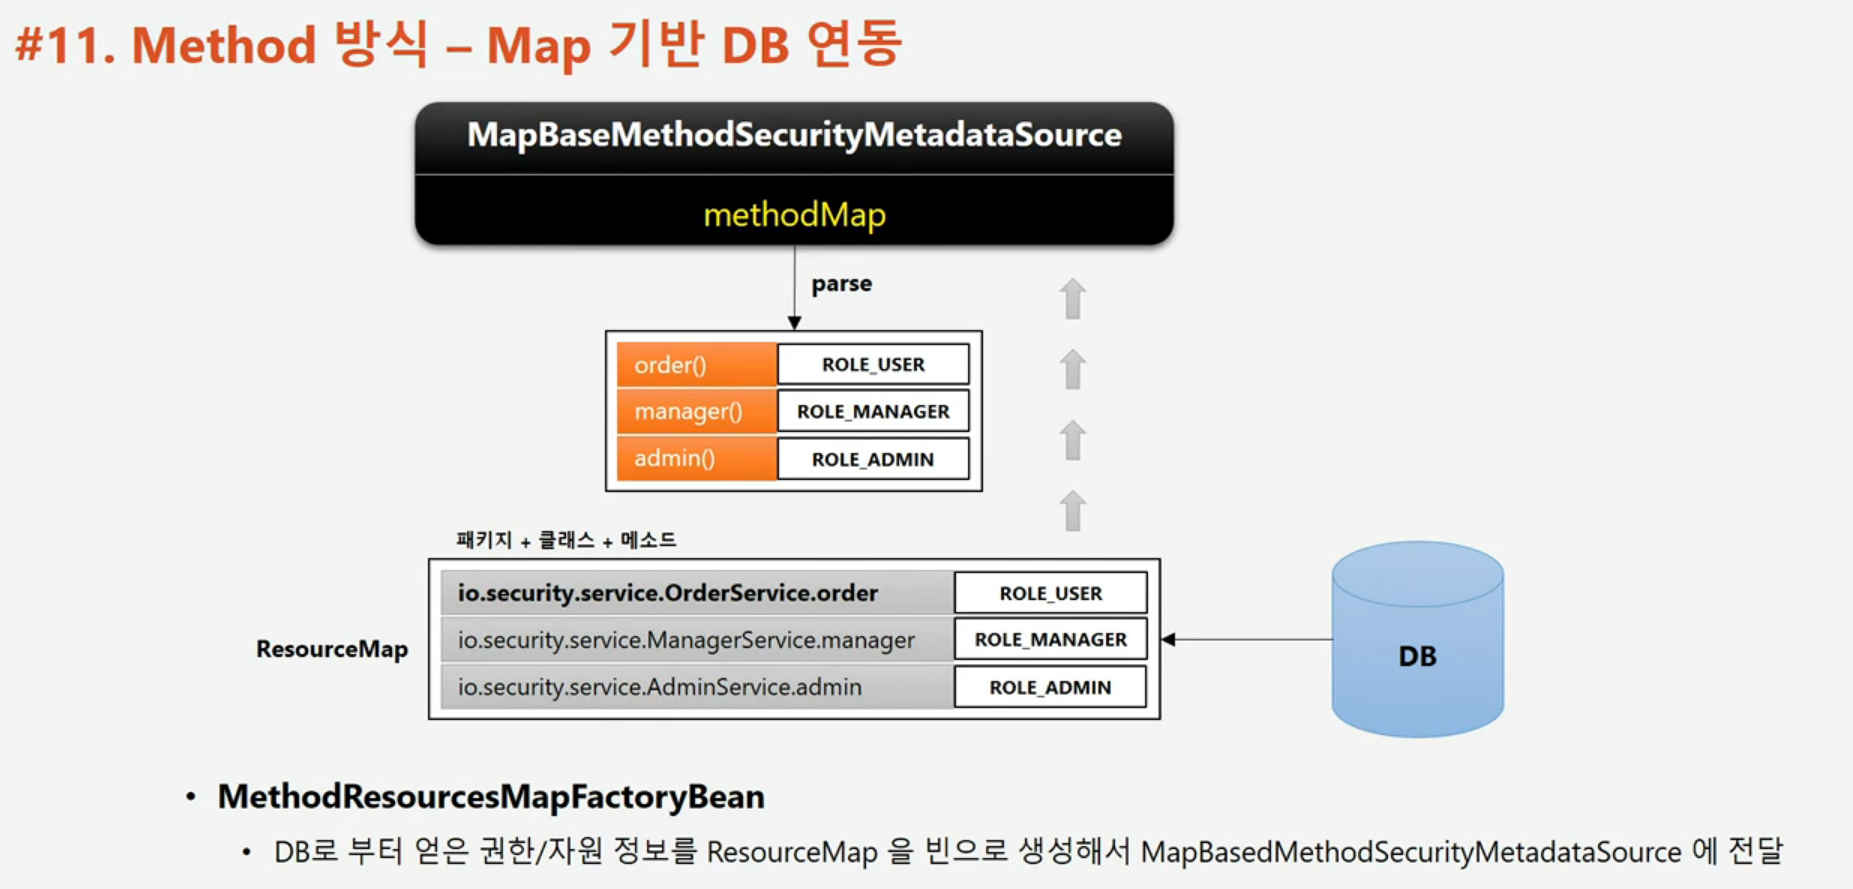 #11. Method 방식 – Map 기반 DB 연동
MapBaseMethodSecurityMetadataSource
methodMap
parse
order() ROLE_USER
manager() ROLE_MANAGER
admin() ROLE_ADMIN
패키지 + 클래스 + 메소드
io.security.service.OrderService.order ROLE_USER
ResourceMap
io.security.service.ManagerService.manager ROLE_MANAGER
io.security.service.AdminService.admin ROLE_ADMIN
DB
• MethodResourcesMapFactoryBean
• DB로 부터 얻은 권한/자원 정보를 ResourceMap 을 빈으로 생성해서 MapBasedMethodSecurityMetadataSource 에 전달